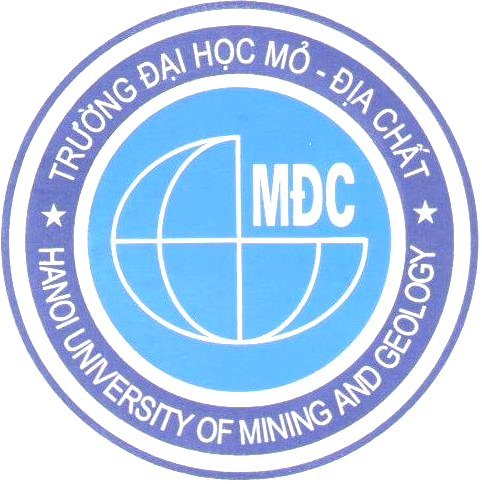 TRƯỜNG ĐẠI HỌC MỎ - ĐỊA CHẤT
MĐC
HANOI UNIVERSITY OF MINING AND GEOLOGY